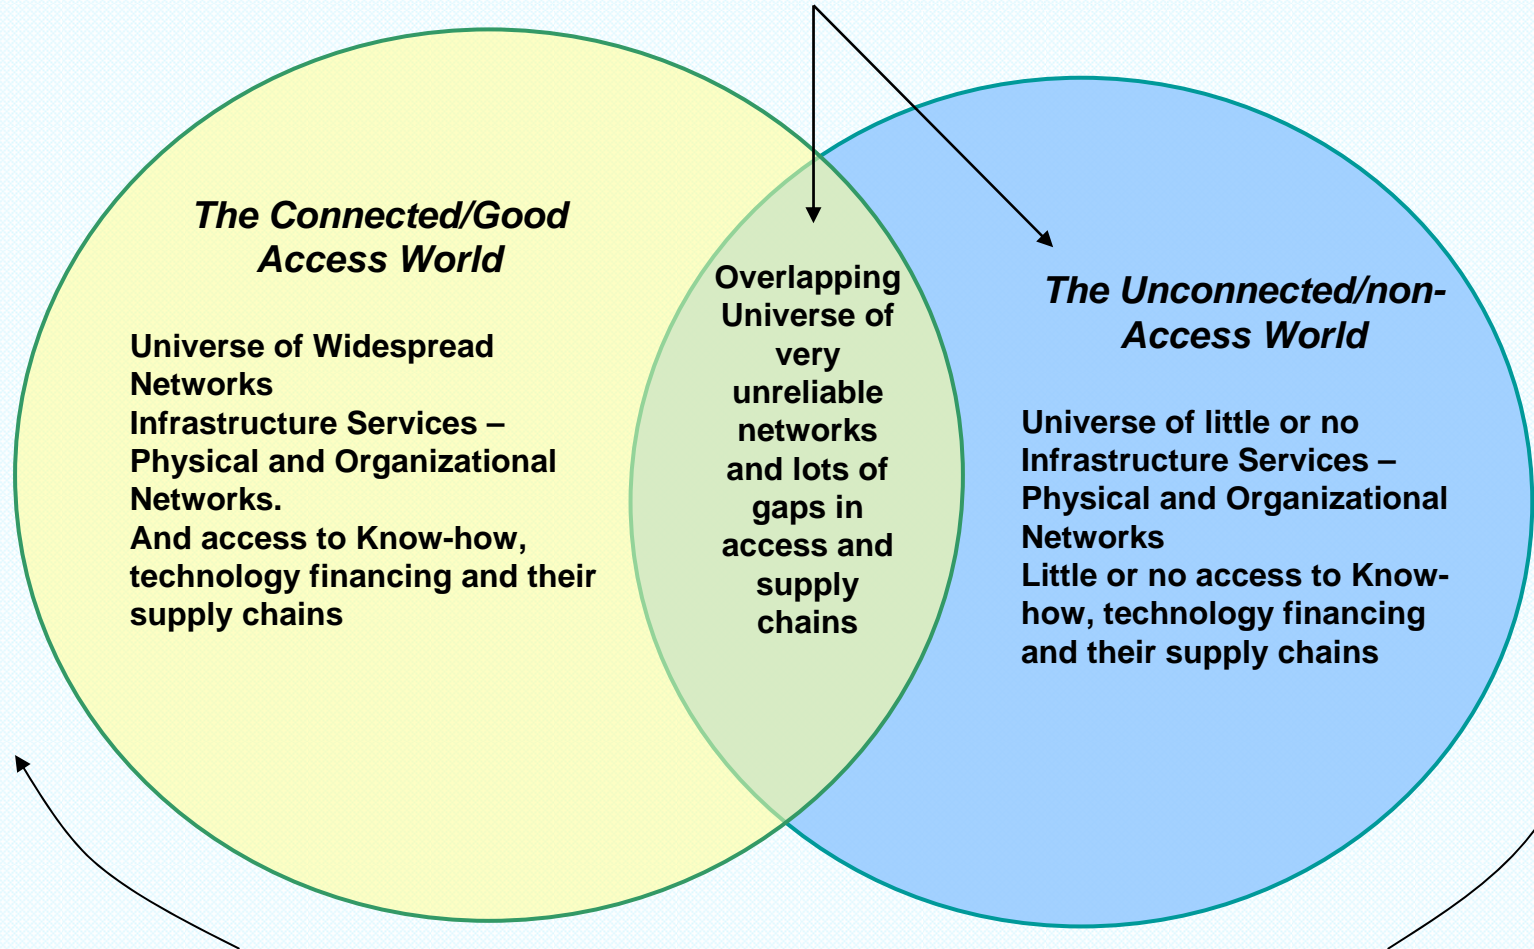 The Connected/Good
Access World
Universe of Widespread
Networks
Infrastructure Services –
Physical and Organizational
Networks.
And access to Know-how,
technology financing and their
supply chains
Overlapping
Universe of
very
unreliable
networks
and lots of
gaps in
access and
supply
chains
The Unconnected/non-
Access World
Universe of little or no
Infrastructure Services –
Physical and Organizational
Networks
Little or no access to Know-
how, technology financing
and their supply chains